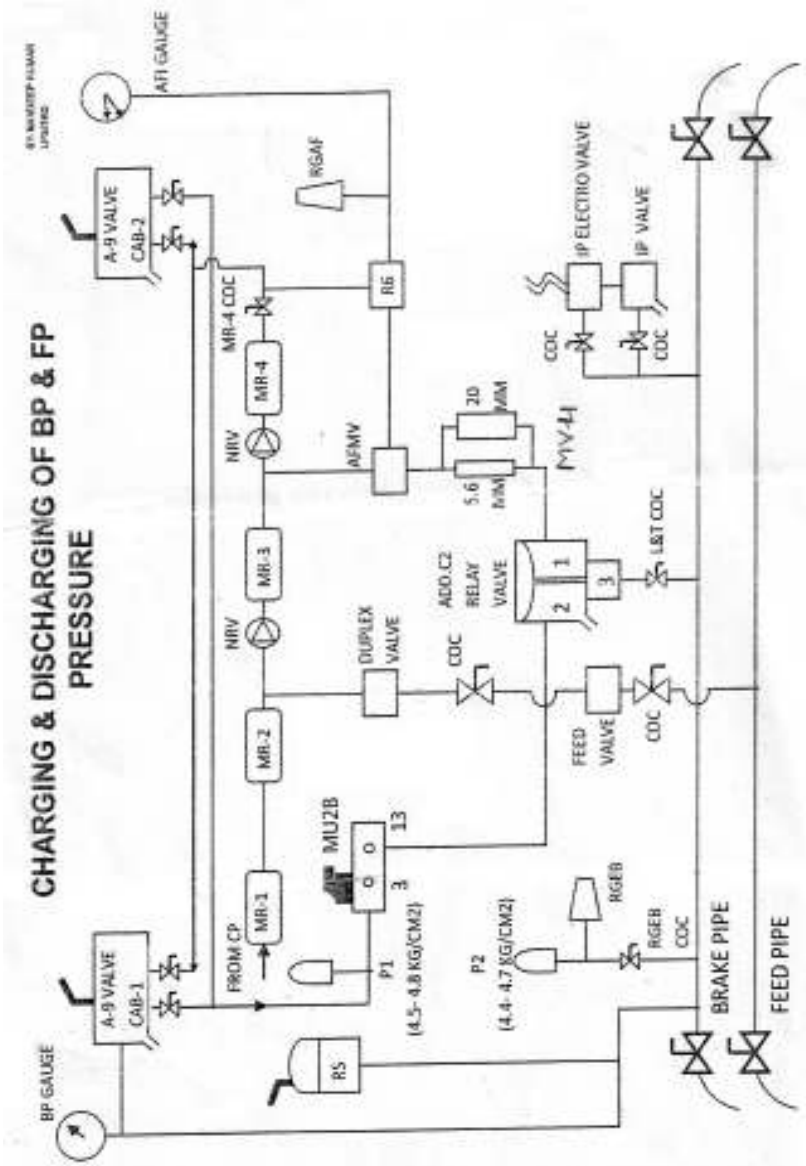 CHARGING & DISCHARGING OF BP & FP
PRESSURE
BP GAUGE
A-9 VALVE
CAB-1
A-9 VALVE
CAB-2
AFI GAUGE
FROM CP
MR-1
MR-2
NRV
MR-3
NRV
MR-4
MR-4 COC
RGAF
R6
AFMV
RS
P1
(4.5- 4.8 KG/CM2)
MU2B
3
13
DUPLEX
VALVE
COC
FEED
VALVE
COC
ADD.C2
RELAY
VALVE
2
1
3
L&T COC
5.6
MM
20
MM
MV-4
IP ELECTRO VALVE
COC
IP VALVE
COC
P2
(4.4- 4.7 KG/CM2)
RGEB
RGEB
COC
BRAKE PIPE
FEED PIPE